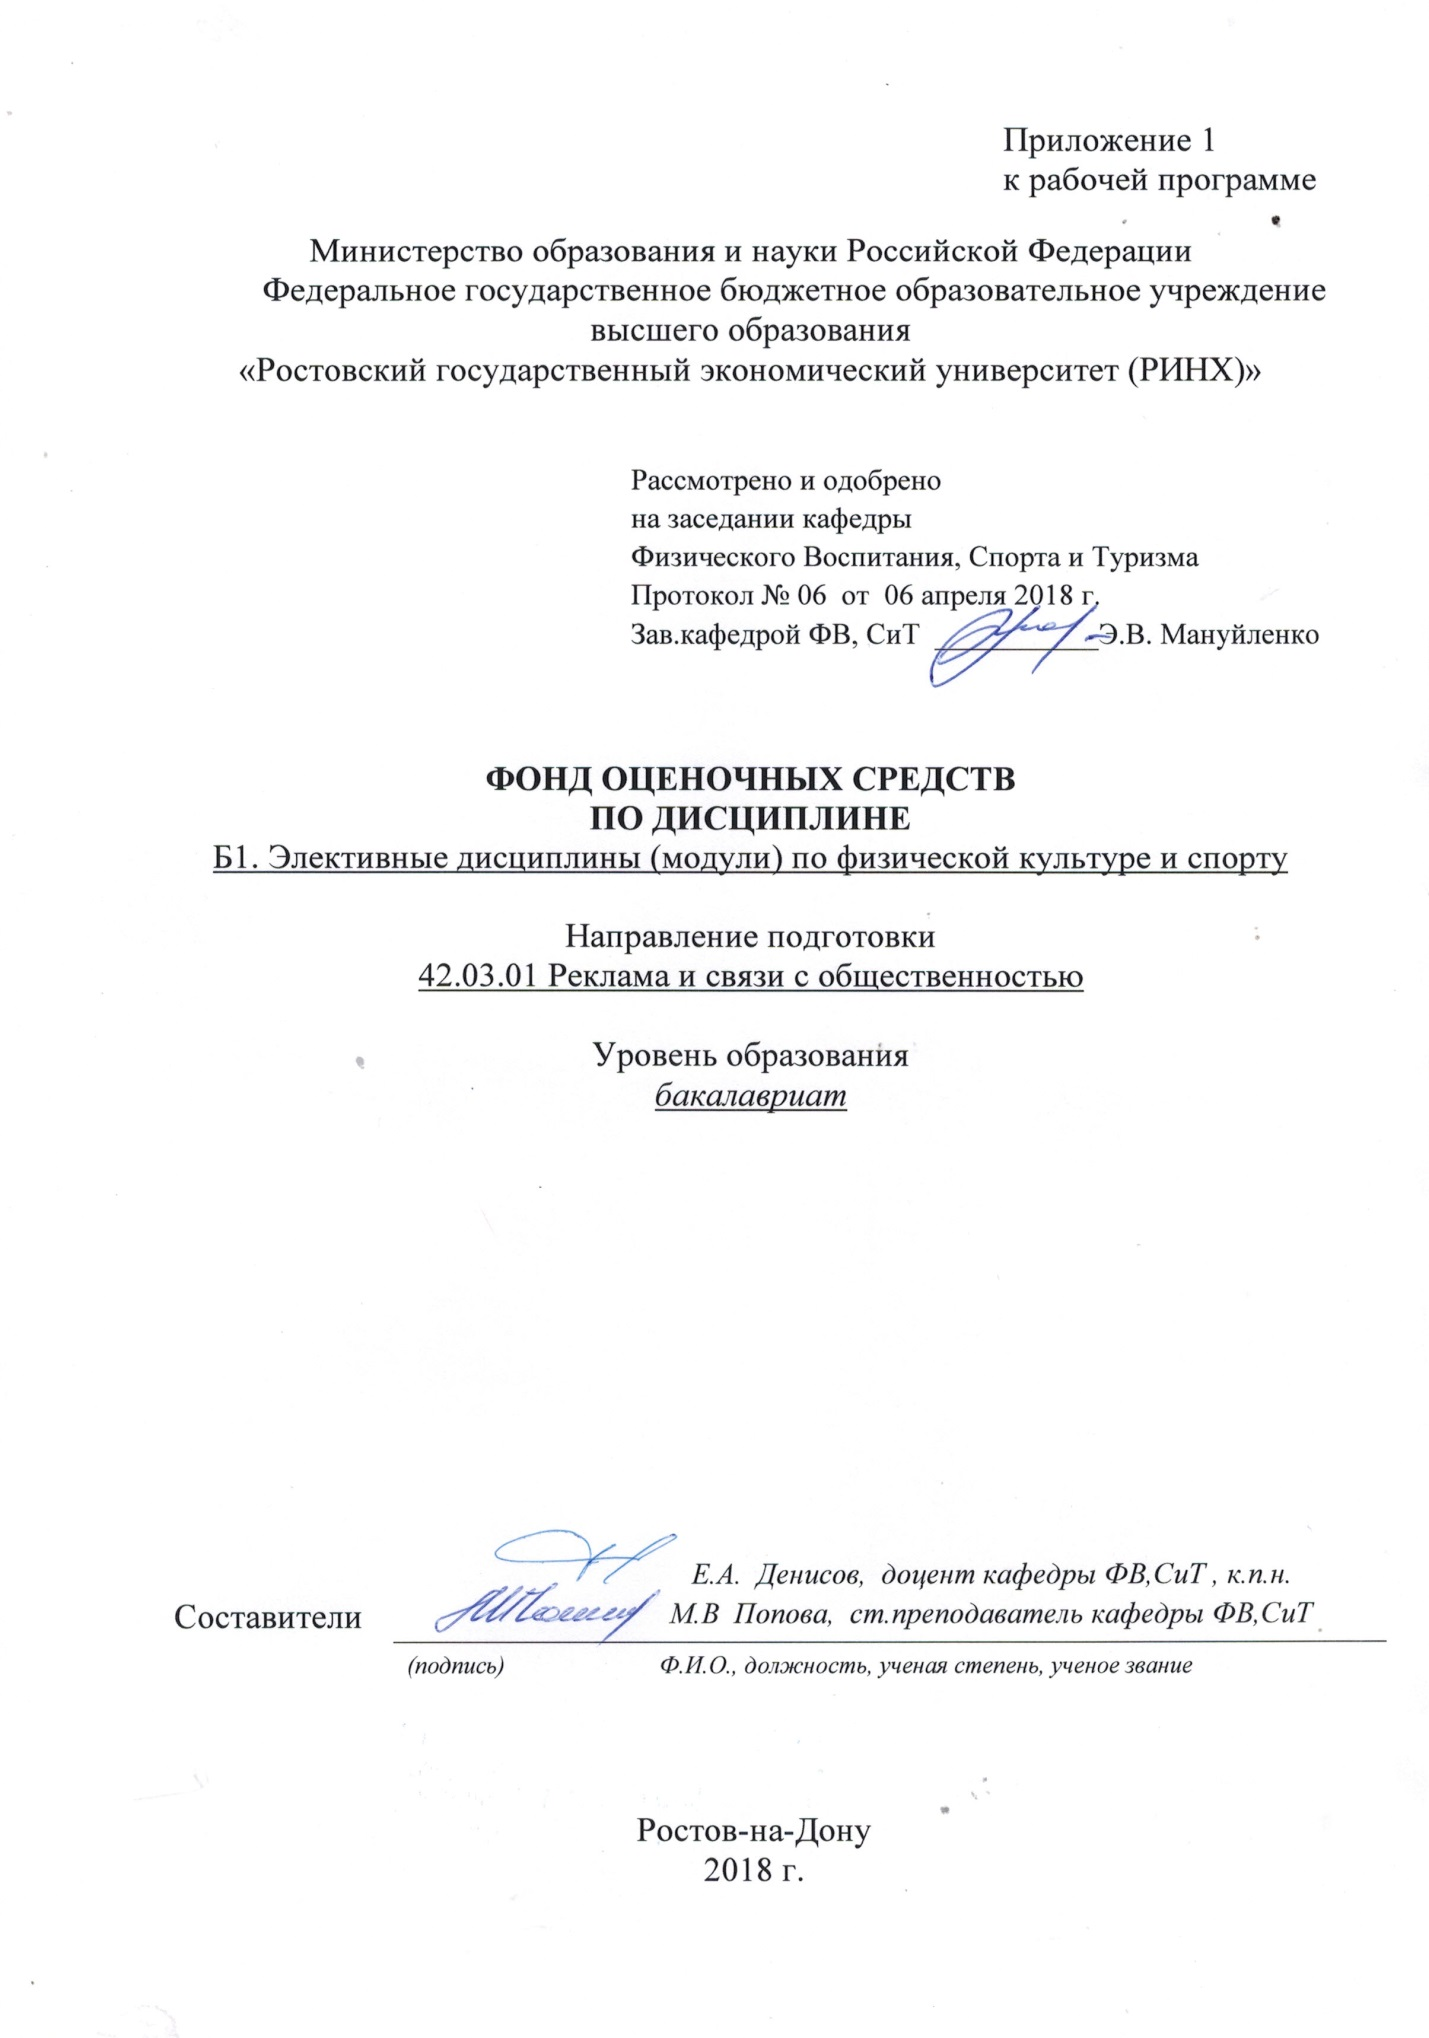 Приложение 1
к рабочей программе
Министерство образования и науки Российской Федерации
Федеральное государственное бюджетное образовательное учреждение
высшего образования
«Ростовский государственный экономический университет (РИНХ)»
Рассмотрено и одобрено
на заседании кафедры
Физического Воспитания, Спорта и Туризма
Протокол № 06 от 06 апреля 2018 г.
Зав.кафедрой ФВ, СиТ ___________Э.В. Мануйленко
ФОНД ОЦЕНОЧНЫХ СРЕДСТВ
ПО ДИСЦИПЛИНЕ
Б1. Элективные дисциплины (модули) по физической культуре и спорту
Направление подготовки
42.03.01 Реклама и связи с общественностью
Уровень образования
бакалавриат
Е.А. Денисов, доцент кафедры ФВ,СиТ , к.п.н.
Составители М.В Попова, ст.преподаватель кафедры ФВ,СиТ
(подпись) Ф.И.О., должность, ученая степень, ученое звание
Ростов-на-Дону
2018 г.